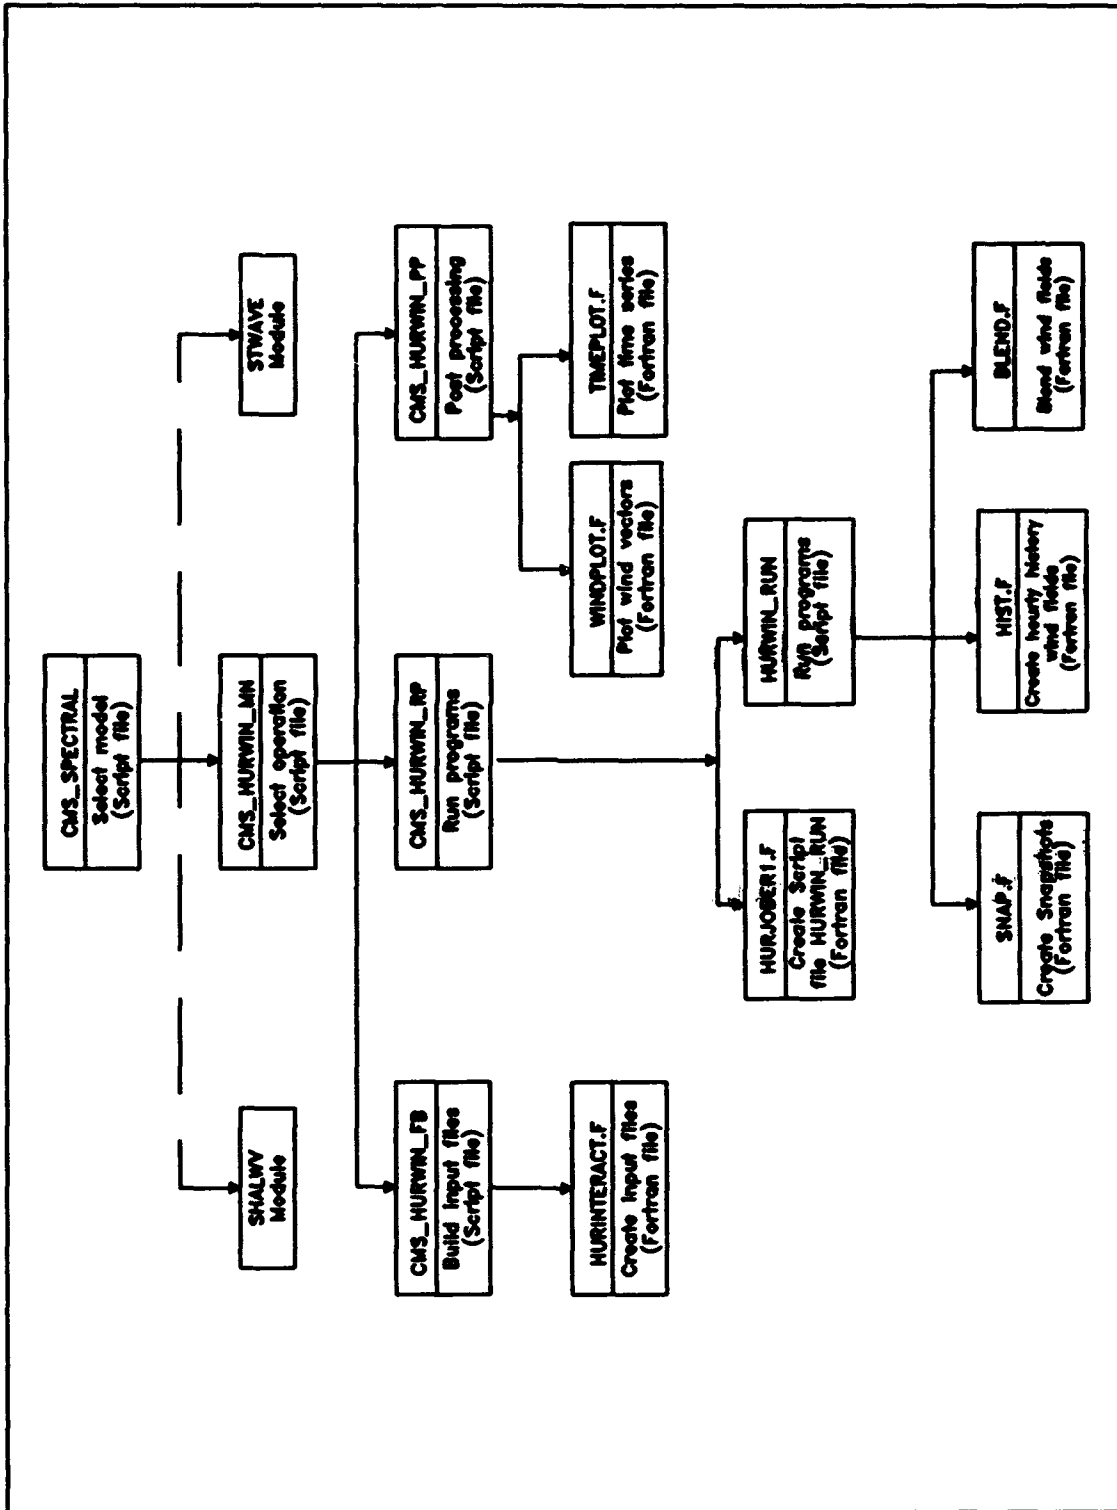 CMS_SPECTRAL
Select model
(Script file)
SHALWV
Module
CMS_HURWIN_MN
Select operation
(Script file)
STWAVE
Module
CMS_HURWIN_FB
Build input files
(Script file)
CMS_HURWIN_RP
Run programs
(Script file)
CMS_HURWIN_PP
Post processing
(Script file)
HURINTERACT.F
Create input files
(Fortran file)
WINDPLOT.F
Plot wind vectors
(Fortran file)
TIMEPLOT.F
Plot time series
(Fortran file)
HURJOBER1.F
Create Script
file HURWIN_RUN
(Fortran file)
HURWIN_RUN
Run programs
(Script file)
SNAP.F
Create Snapshots
(Fortran file)
HIST.F
Create hourly history
wind fields
(Fortran file)
BLEND.F
Blend wind fields
(Fortran file)